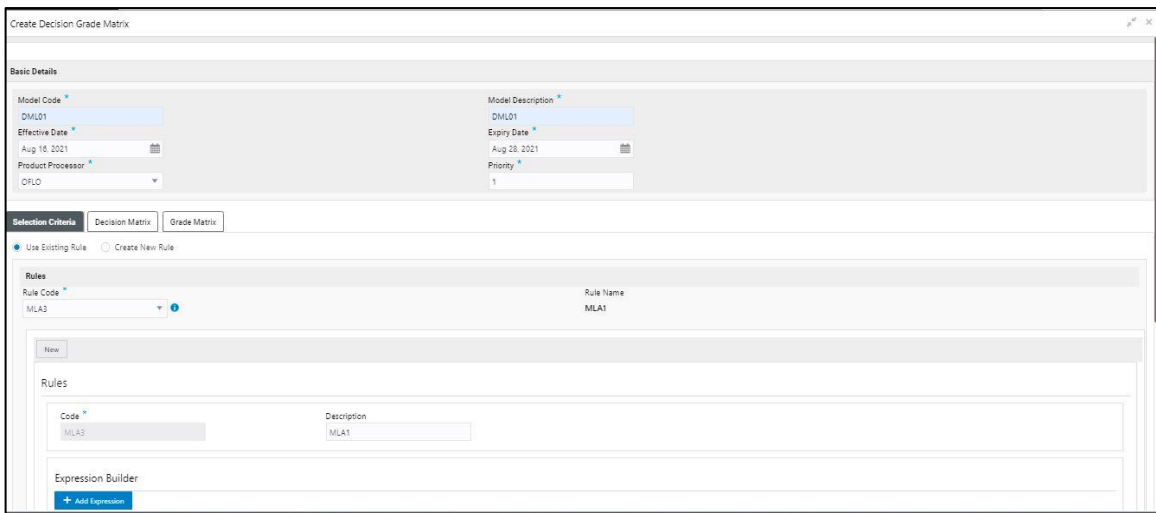 Create Decision Grade Matrix
Basic Details
Model Code * Model Description *
DML01 DML01
Effective Date * Expiry Date *
Aug 16, 2021 Aug 28, 2021
Product Processor * Priority *
OFLO 1
Selection Criteria Decision Matrix Grade Matrix
Use Existing Rule Create New Rule
Rules
Rule Code * Rule Name
MLA3 MLA1
New
Rules
Code * Description
MLA3 MLA1
Expression Builder
+ Add Expression